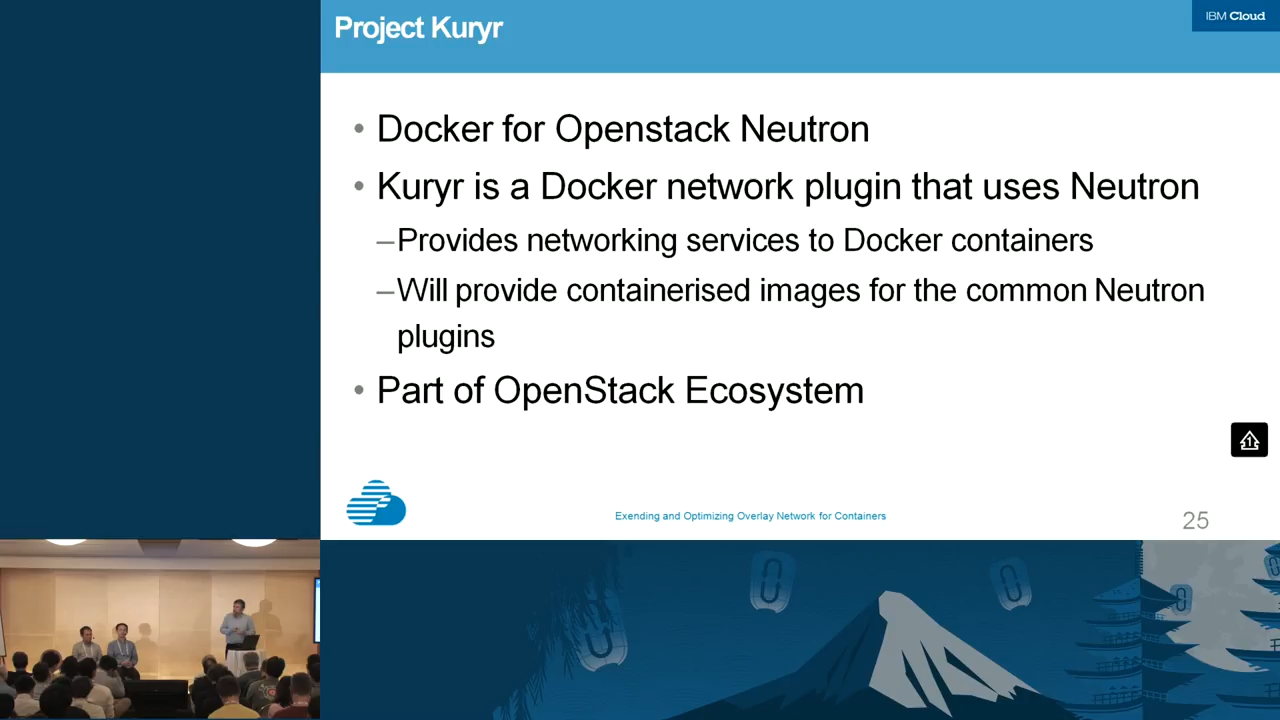 Project Kuryr
IBM Cloud
• Docker for Openstack Neutron
• Kuryr is a Docker network plugin that uses Neutron
–Provides networking services to Docker containers
–Will provide containerised images for the common Neutron
plugins
• Part of OpenStack Ecosystem
Exending and Optimizing Overlay Network for Containers
25